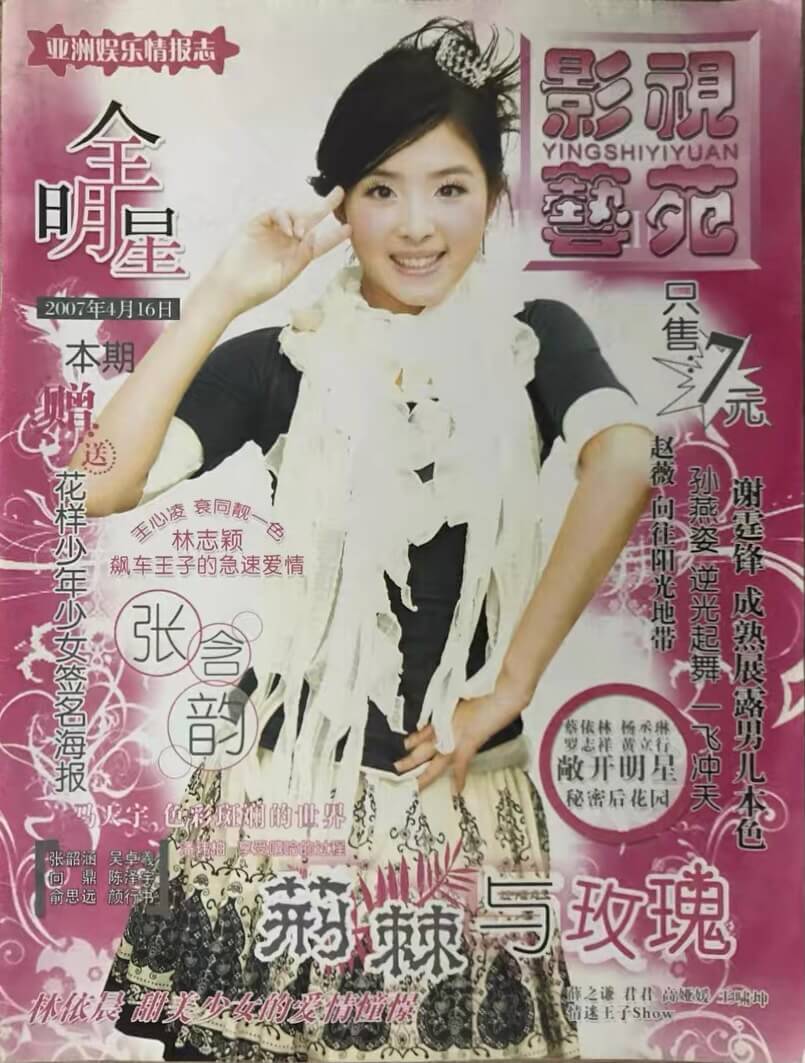 亚洲娱乐情报志
全明星
影視
YINGSHIYIYUAN
藝苑
2007年4月16日
本期
赠送
花样少年少女签名海报
只售:7元
王心凌 衰同靓一色
林志颖
飙车王子的急速爱情
张含韵
谢霆锋 成熟展露男儿本色
孙燕姿 逆光起舞 一飞冲天
赵薇 向往阳光地带
蔡依林 杨丞琳
罗志祥 黄立行
敞开明星
秘密后花园
马天宇 色彩斑斓的世界
张韶涵 吴卓羲
何鼎 陈泽宇
俞思远 颜行书
荆棘与玫瑰
林依晨 甜美少女的爱情憧憬
薛之谦 君君 高娅媛 王啸坤
情迷王子Show